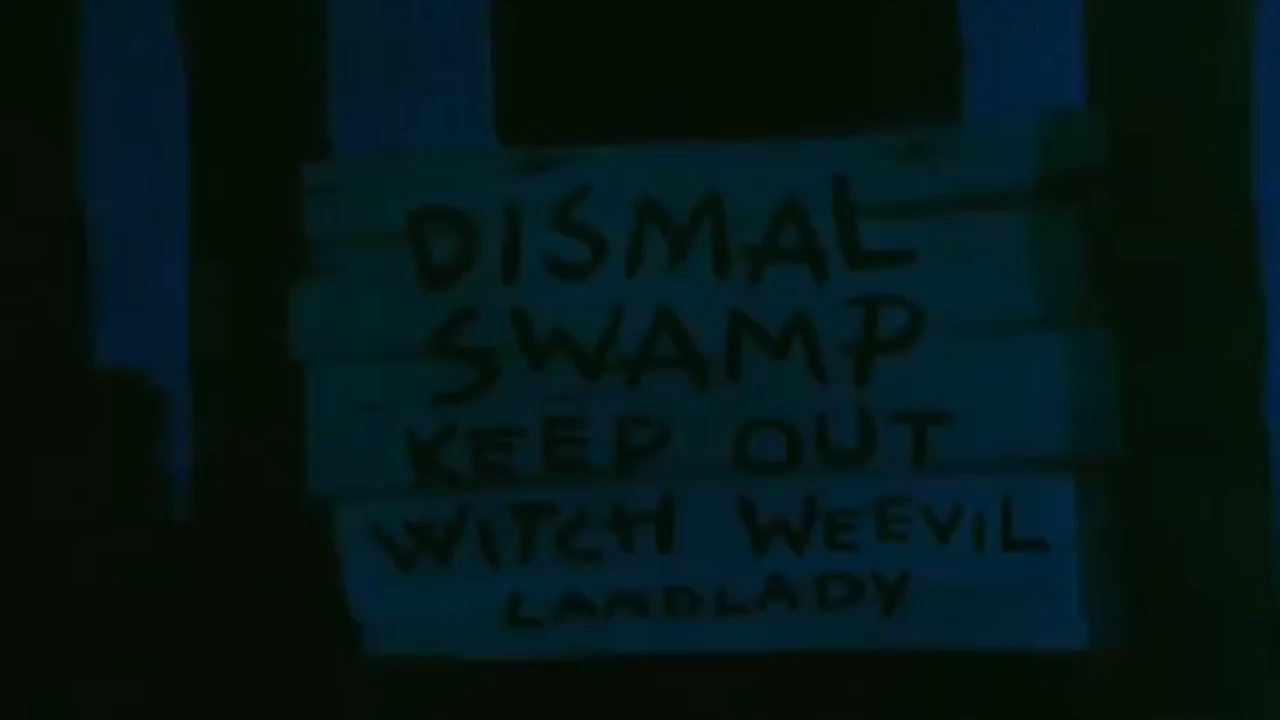 DISMAL
SWAMP
KEEP OUT
WITCH WEEVIL
LANDLADY